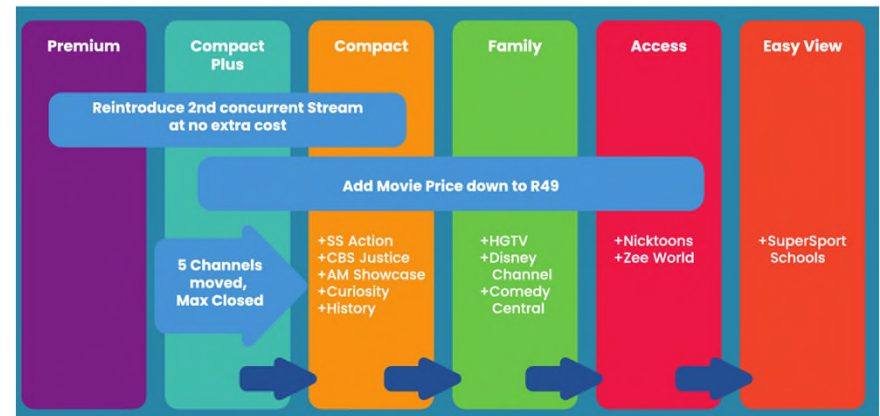 Premium
Compact
Plus
Compact
Family
Access
Easy View
Reintroduce 2nd concurrent Stream
at no extra cost
Add Movie Price down to R49
5 Channels
moved,
Max Closed
+SS Action
+CBS Justice
+AM Showcase
+Curiosity
+History
+HGTV
+Disney
Channel
+Comedy
Central
+Nicktoons
+Zee World
+SuperSport
Schools